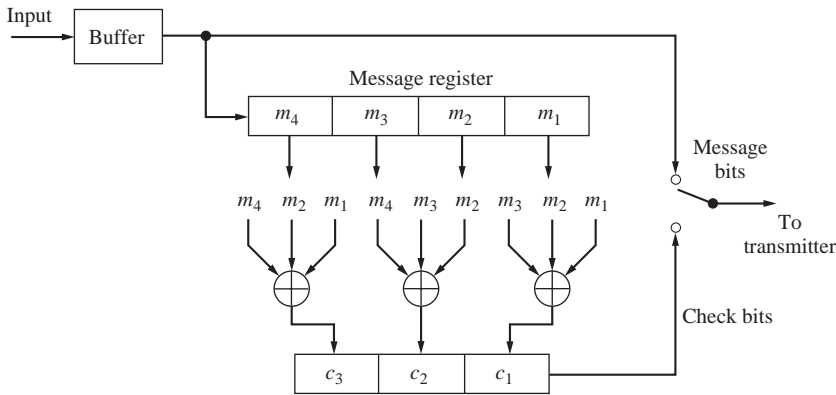 Input
Buffer
Message register
m₄ m₃ m₂ m₁
Message
bits
m₄ m₂ m₁ m₄ m₃ m₂ m₃ m₂ m₁
To
transmitter
Check bits
c₃ c₂ c₁